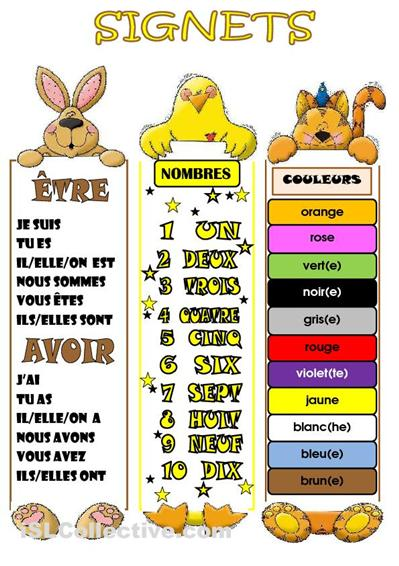 SIGNETS
ÊTRE
JE SUIS
TU ES
IL/ELLE/ON EST
NOUS SOMMES
VOUS ÊTES
ILS/ELLES SONT
AVOIR
J'AI
TU AS
IL/ELLE/ON A
NOUS AVONS
VOUS AVEZ
ILS/ELLES ONT
NOMBRES
1 UN
2 DEUX
3 TROIS
4 QUATRE
5 CINQ
6 SIX
7 SEPT
8 HUIT
9 NEUF
10 DIX
COULEURS
orange
rose
vert(e)
noir(e)
gris(e)
rouge
violet(te)
jaune
blanc(he)
bleu(e)
brun(e)
iSLCollective.com